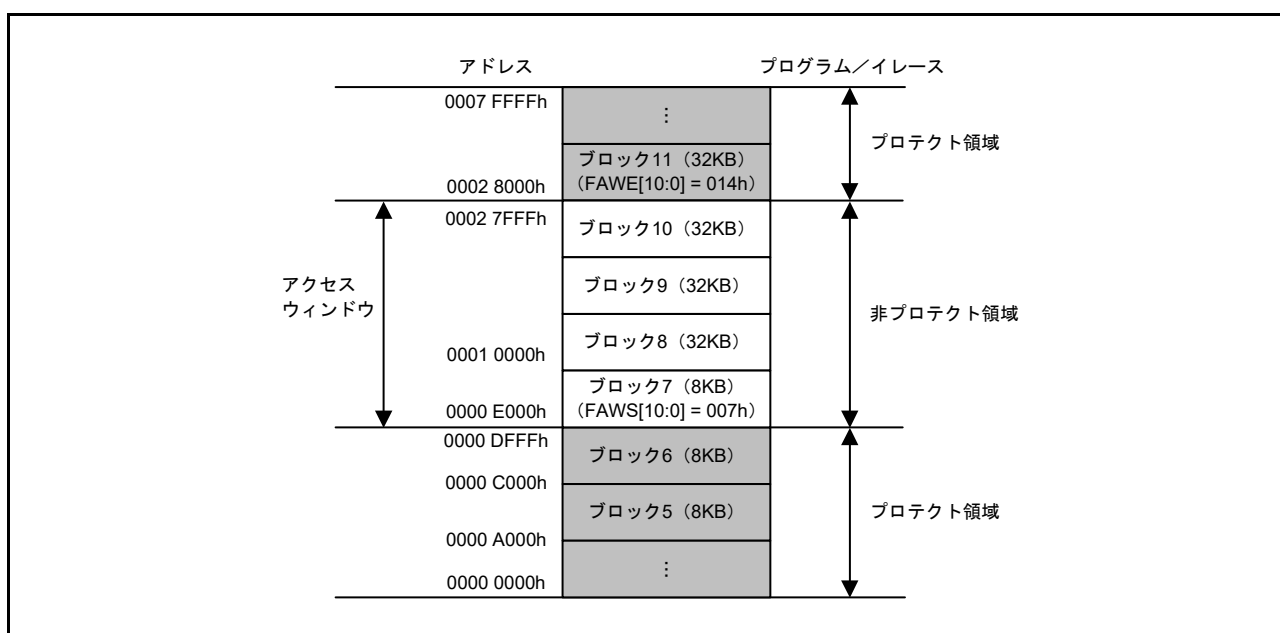 アドレス プログラム／イレース
0007 FFFFh
⋮
プロテクト領域
ブロック11（32KB）
（FAWE[10:0] = 014h）
0002 8000h
0002 7FFFh
ブロック10（32KB）
ブロック9（32KB）
アクセス
ウィンドウ
非プロテクト領域
ブロック8（32KB）
0001 0000h
ブロック7（8KB）
（FAWS[10:0] = 007h）
0000 E000h
0000 DFFFh
ブロック6（8KB）
0000 C000h
ブロック5（8KB）
プロテクト領域
0000 A000h
⋮
0000 0000h